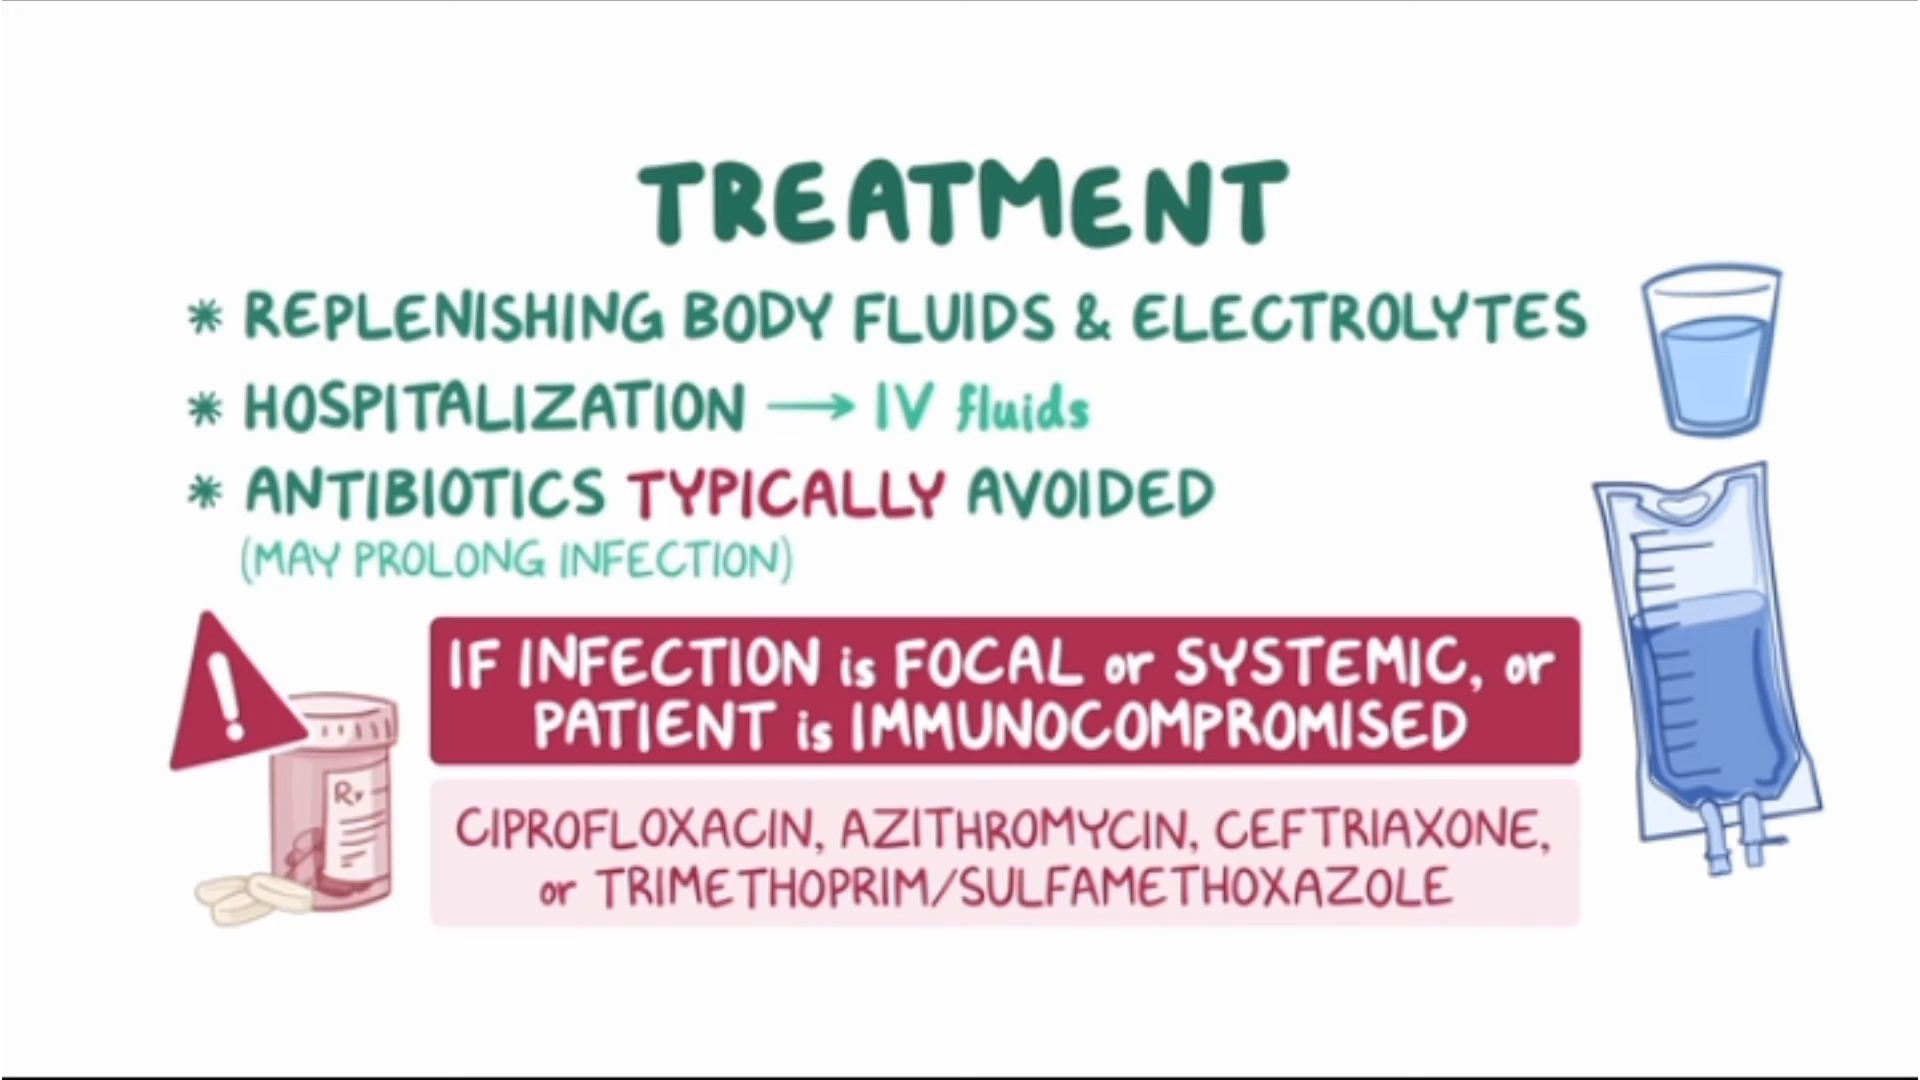 TREATMENT
* REPLENISHING BODY FLUIDS & ELECTROLYTES
* HOSPITALIZATION → IV fluids
* ANTIBIOTICS TYPICALLY AVOIDED
(MAY PROLONG INFECTION)
!
IF INFECTION is FOCAL or SYSTEMIC, or
PATIENT is IMMUNOCOMPROMISED
Rx
CIPROFLOXACIN, AZITHROMYCIN, CEFTRIAXONE,
or TRIMETHOPRIM/SULFAMETHOXAZOLE